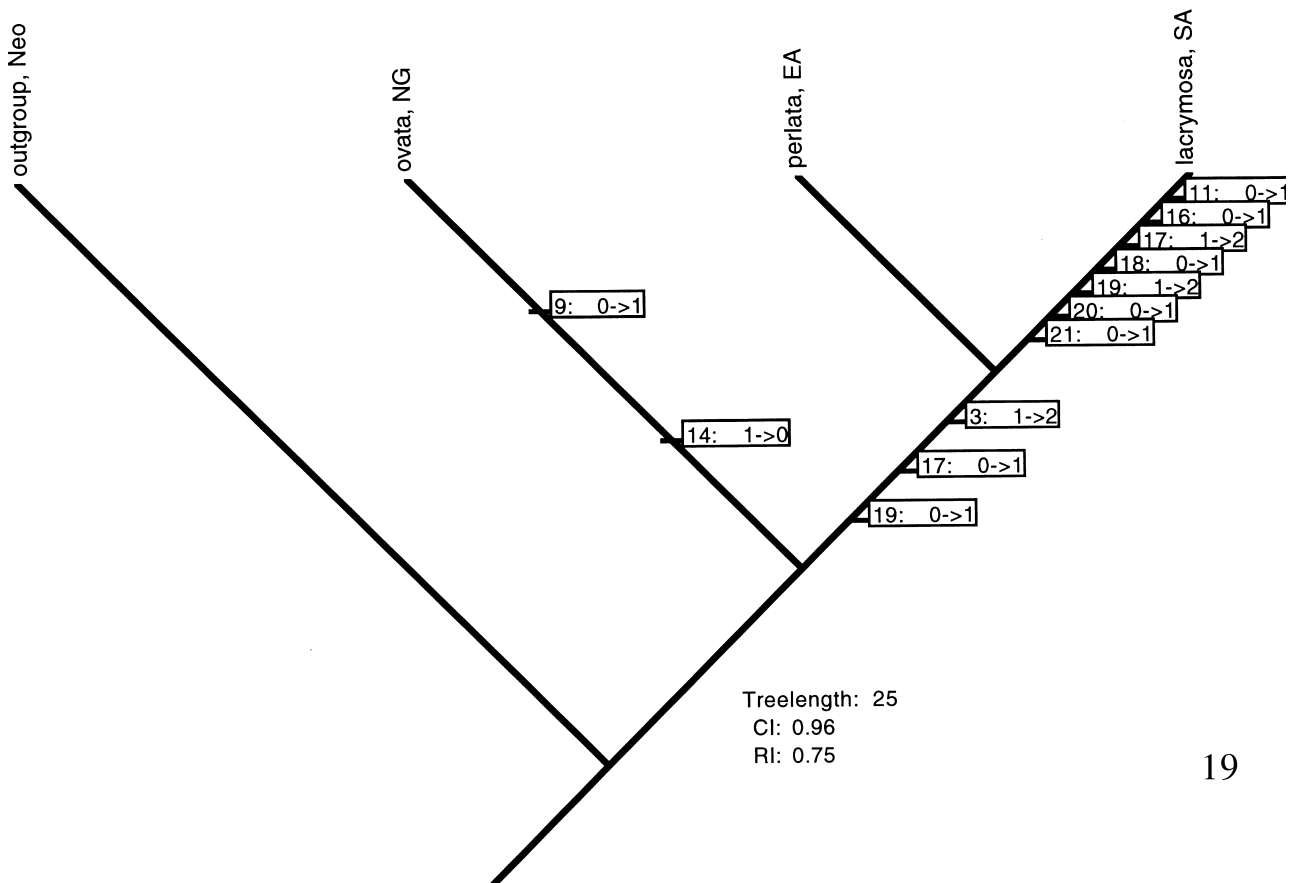 outgroup, Neo
ovata, NG
perlata, EA
lacrymosa, SA
11: 0->1
16: 0->1
17: 1->2
18: 0->1
19: 1->2
20: 0->1
21: 0->1
9: 0->1
3: 1->2
14: 1->0
17: 0->1
19: 0->1
Treelength: 25
CI: 0.96
RI: 0.75
19